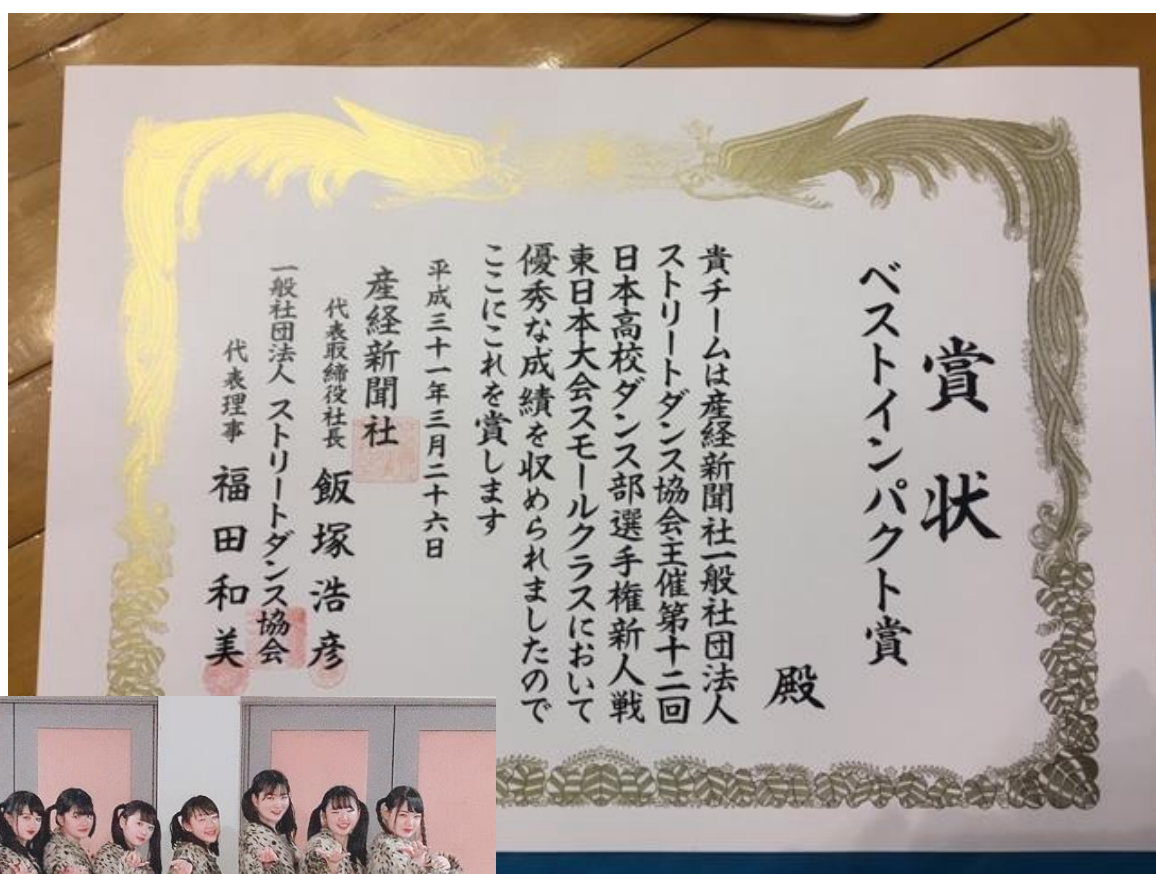 賞状
ベストインパクト賞
殿
貴チームは産経新聞社一般社団法人
ストリートダンス協会主催第十二回
日本高校ダンス部選手権新人戦
東日本大会スモールクラスにおいて
優秀な成績を収められましたので
ここにこれを賞します
平成三十一年三月二十六日
産経新聞社
代表取締役社長 飯塚浩彦
一般社団法人 ストリートダンス協会
代表理事 福田和美